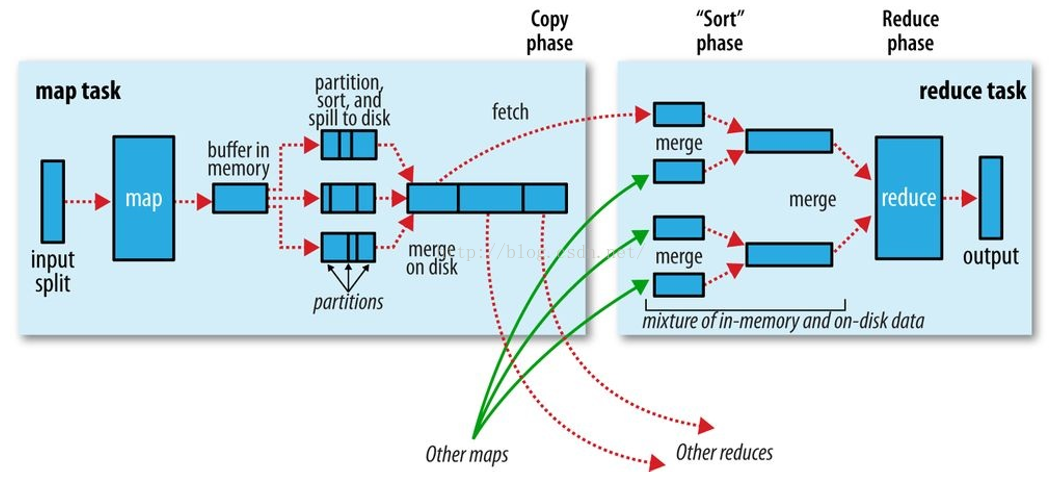 Copy
phase
“Sort”
phase
Reduce
phase
map task
partition,
sort, and
spill to disk
fetch
reduce task
buffer in
memory
merge
map
merge
reduce
input
split
merge
on disk
merge
output
partitions
mixture of in-memory and on-disk data
Other maps
Other reduces